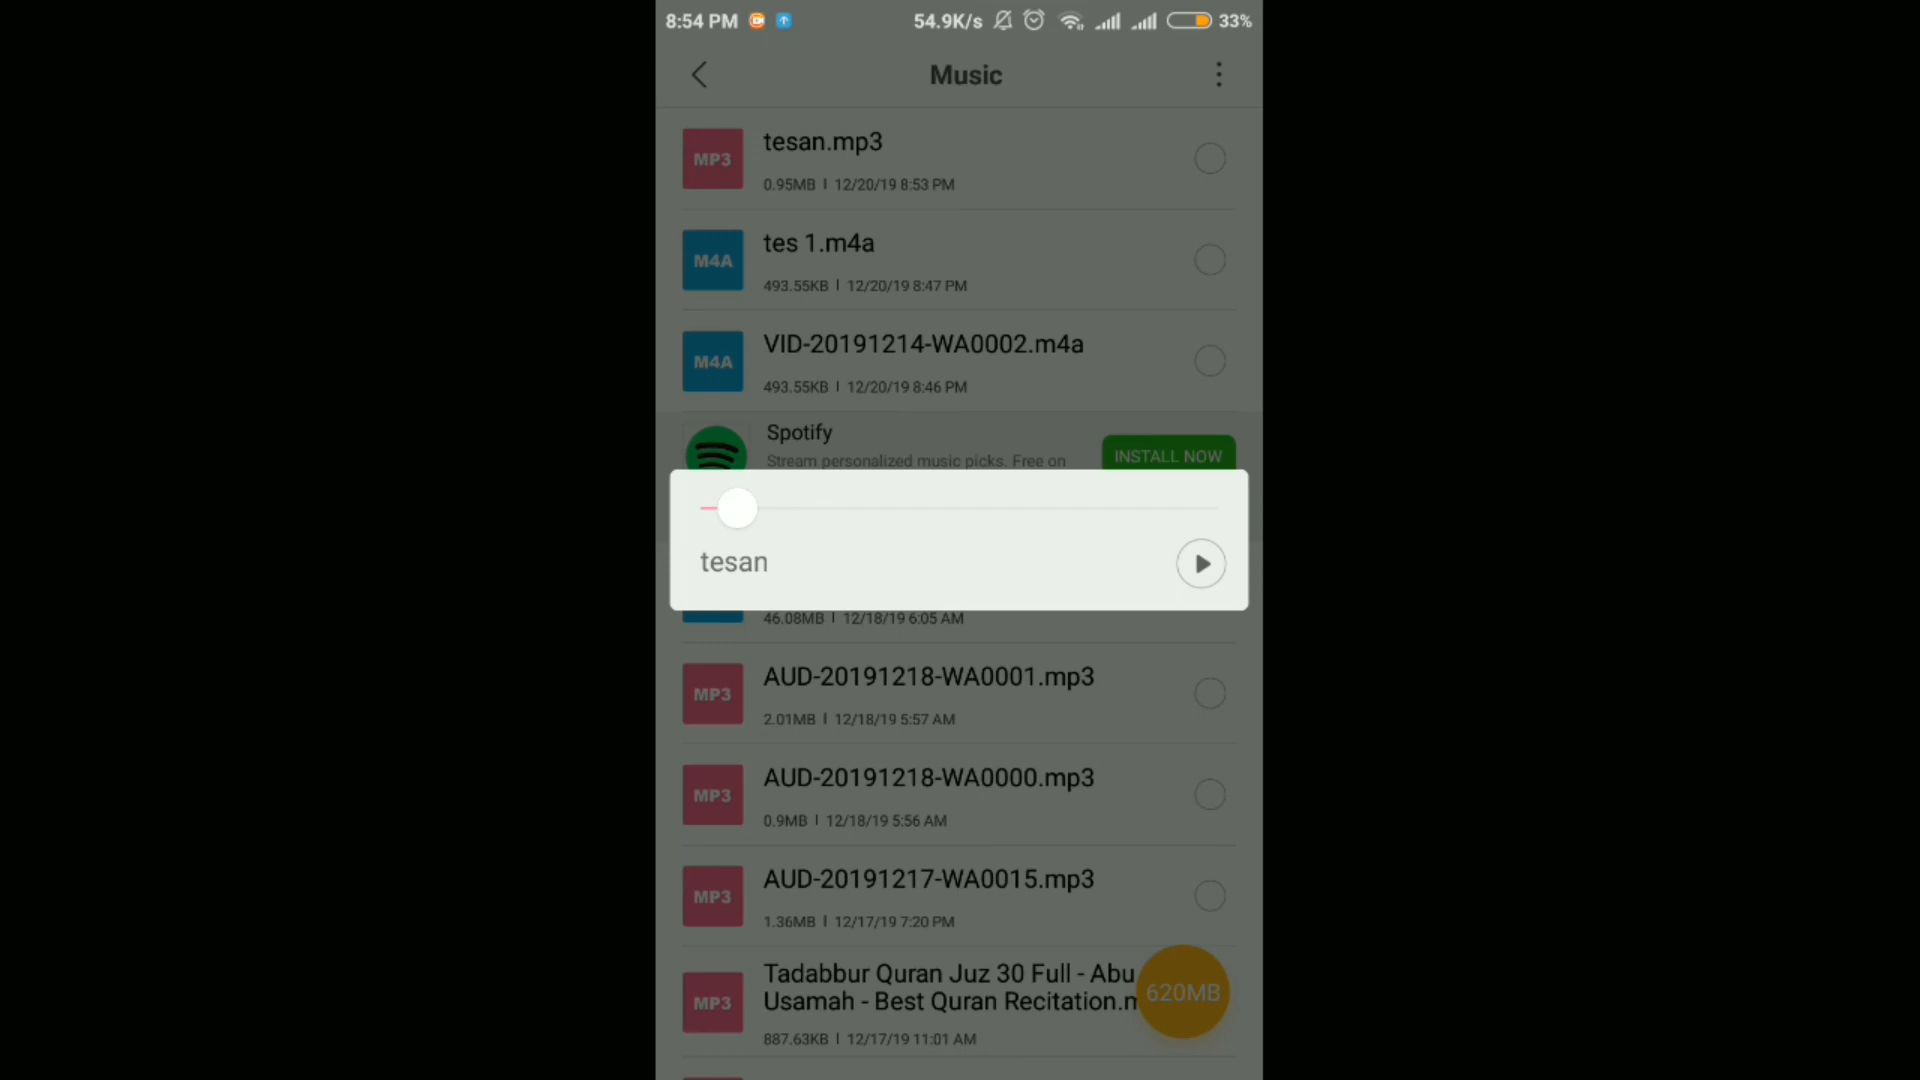 8:54 PM 54.9K/s 33%
Music
MP3 tesan.mp3
0.95MB | 12/20/19 8:53 PM
M4A tes 1.m4a
493.55KB | 12/20/19 8:47 PM
M4A VID-20191214-WA0002.m4a
493.55KB | 12/20/19 8:46 PM
Spotify
Stream personalized music picks. Free on
INSTALL NOW
tesan
46.08MB | 12/18/19 6:05 AM
MP3 AUD-20191218-WA0001.mp3
2.01MB | 12/18/19 5:57 AM
MP3 AUD-20191218-WA0000.mp3
0.9MB | 12/18/19 5:56 AM
MP3 AUD-20191217-WA0015.mp3
1.36MB | 12/17/19 7:20 PM
Tadabbur Quran Juz 30 Full - Abu
MP3 Usamah - Best Quran Recitation.m
620MB
887.63KB | 12/17/19 11:01 AM